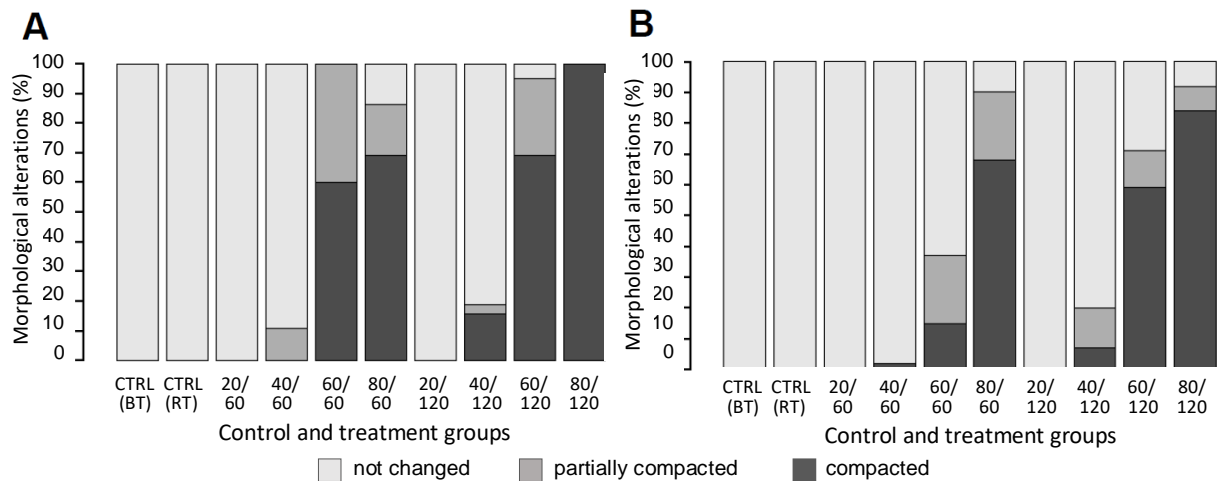 A
B
Morphological alterations (%)
100
90
80
70
60
50
40
30
20
10
0
CTRL (BT)
CTRL (RT)
20/ 60
40/ 60
60/ 60
80/ 60
20/ 120
40/ 120
60/ 120
80/ 120
Control and treatment groups
Morphological alterations (%)
100
90
80
70
60
50
40
30
20
10
0
CTRL (BT)
CTRL (RT)
20/ 60
40/ 60
60/ 60
80/ 60
20/ 120
40/ 120
60/ 120
80/ 120
Control and treatment groups
not changed
partially compacted
compacted